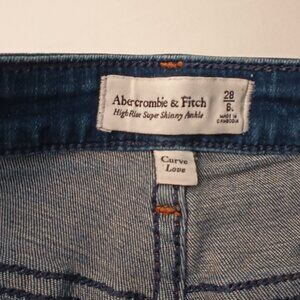 Abercrombie & Fitch
High Rise Super Skinny Ankle
28
6.
MADE IN
CAMBODIA
Curve
Love